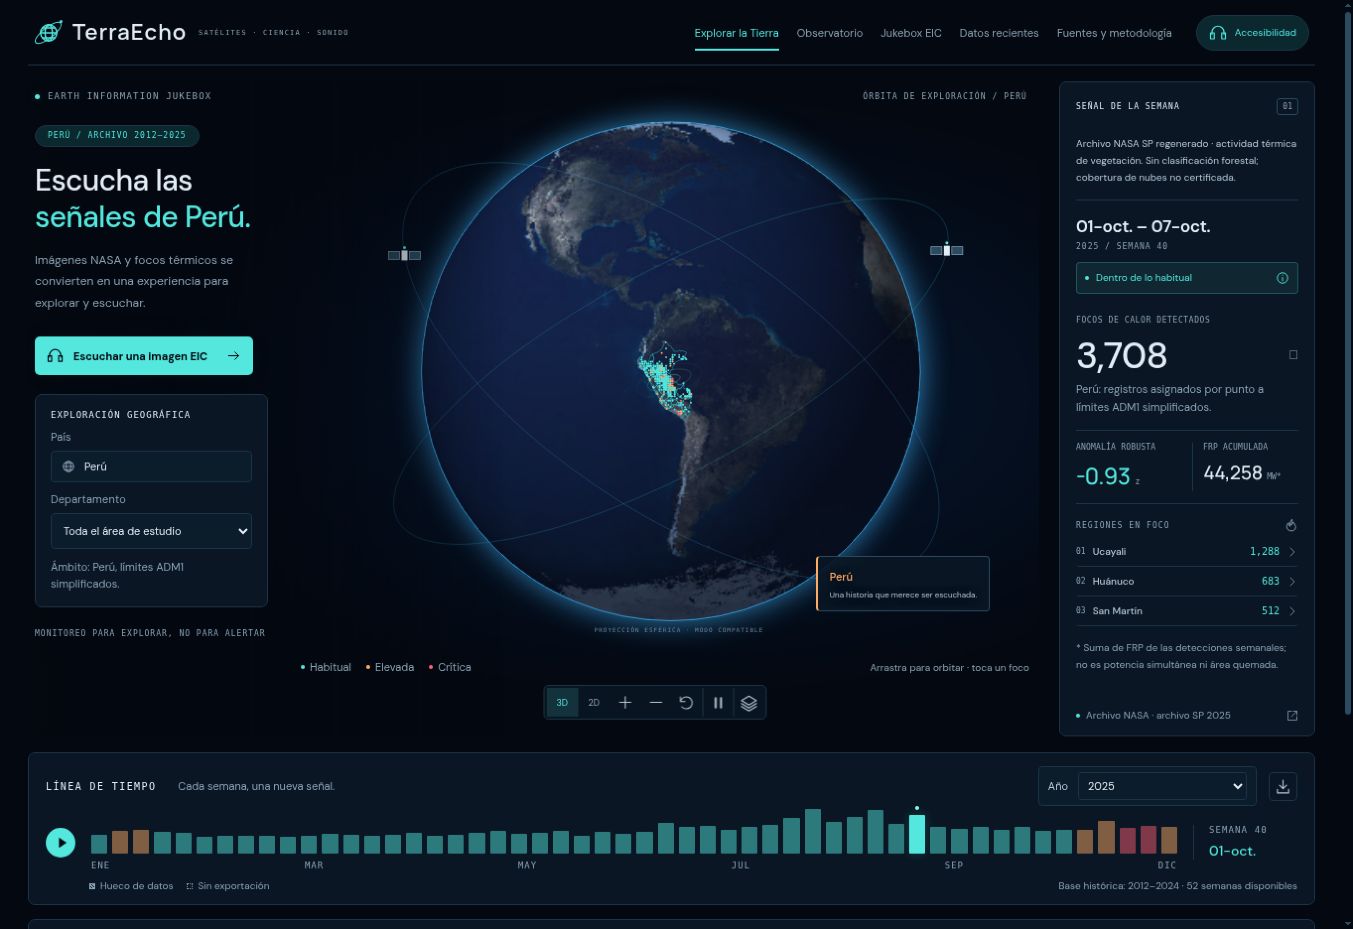 TerraEcho
SATÉLITES · CIENCIA · SONIDO
Explorar la Tierra
Observatorio
Jukebox EIC
Datos recientes
Fuentes y metodología
Accesibilidad
EARTH INFORMATION JUKEBOX
PERÚ / ARCHIVO 2012—2025
Escucha las
señales de Perú.
Imágenes NASA y focos térmicos se
convierten en una experiencia para
explorar y escuchar.
Escuchar una imagen EIC
EXPLORACIÓN GEOGRÁFICA
País
Perú
Departamento
Toda el área de estudio
Ámbito: Perú, límites ADM1
simplificados.
MONITOREO PARA EXPLORAR, NO PARA ALERTAR
ÓRBITA DE EXPLORACIÓN / PERÚ
Perú
Una historia que merece ser escuchada.
PROYECCIÓN ESFÉRICA · MODO COMPATIBLE
Habitual
Elevada
Crítica
Arrastra para orbitar · toca un foco
3D
2D
SEÑAL DE LA SEMANA
01
Archivo NASA SP regenerado · actividad térmica
de vegetación. Sin clasificación forestal;
cobertura de nubes no certificada.
01-oct. – 07-oct.
2025 / SEMANA 40
Dentro de lo habitual
FOCOS DE CALOR DETECTADOS
3,708
Perú: registros asignados por punto a
límites ADM1 simplificados.
ANOMALÍA ROBUSTA
-0.93 z
FRP ACUMULADA
44,258 MW*
REGIONES EN FOCO
01 Ucayali 1,288
02 Huánuco 683
03 San Martín 512
* Suma de FRP de las detecciones semanales;
no es potencia simultánea ni área quemada.
Archivo NASA · archivo SP 2025
LÍNEA DE TIEMPO
Cada semana, una nueva señal.
Año
2025
ENE
MAR
MAY
JUL
SEP
DIC
SEMANA 40
01-oct.
Hueco de datos
Sin exportación
Base histórica: 2012–2024 · 52 semanas disponibles